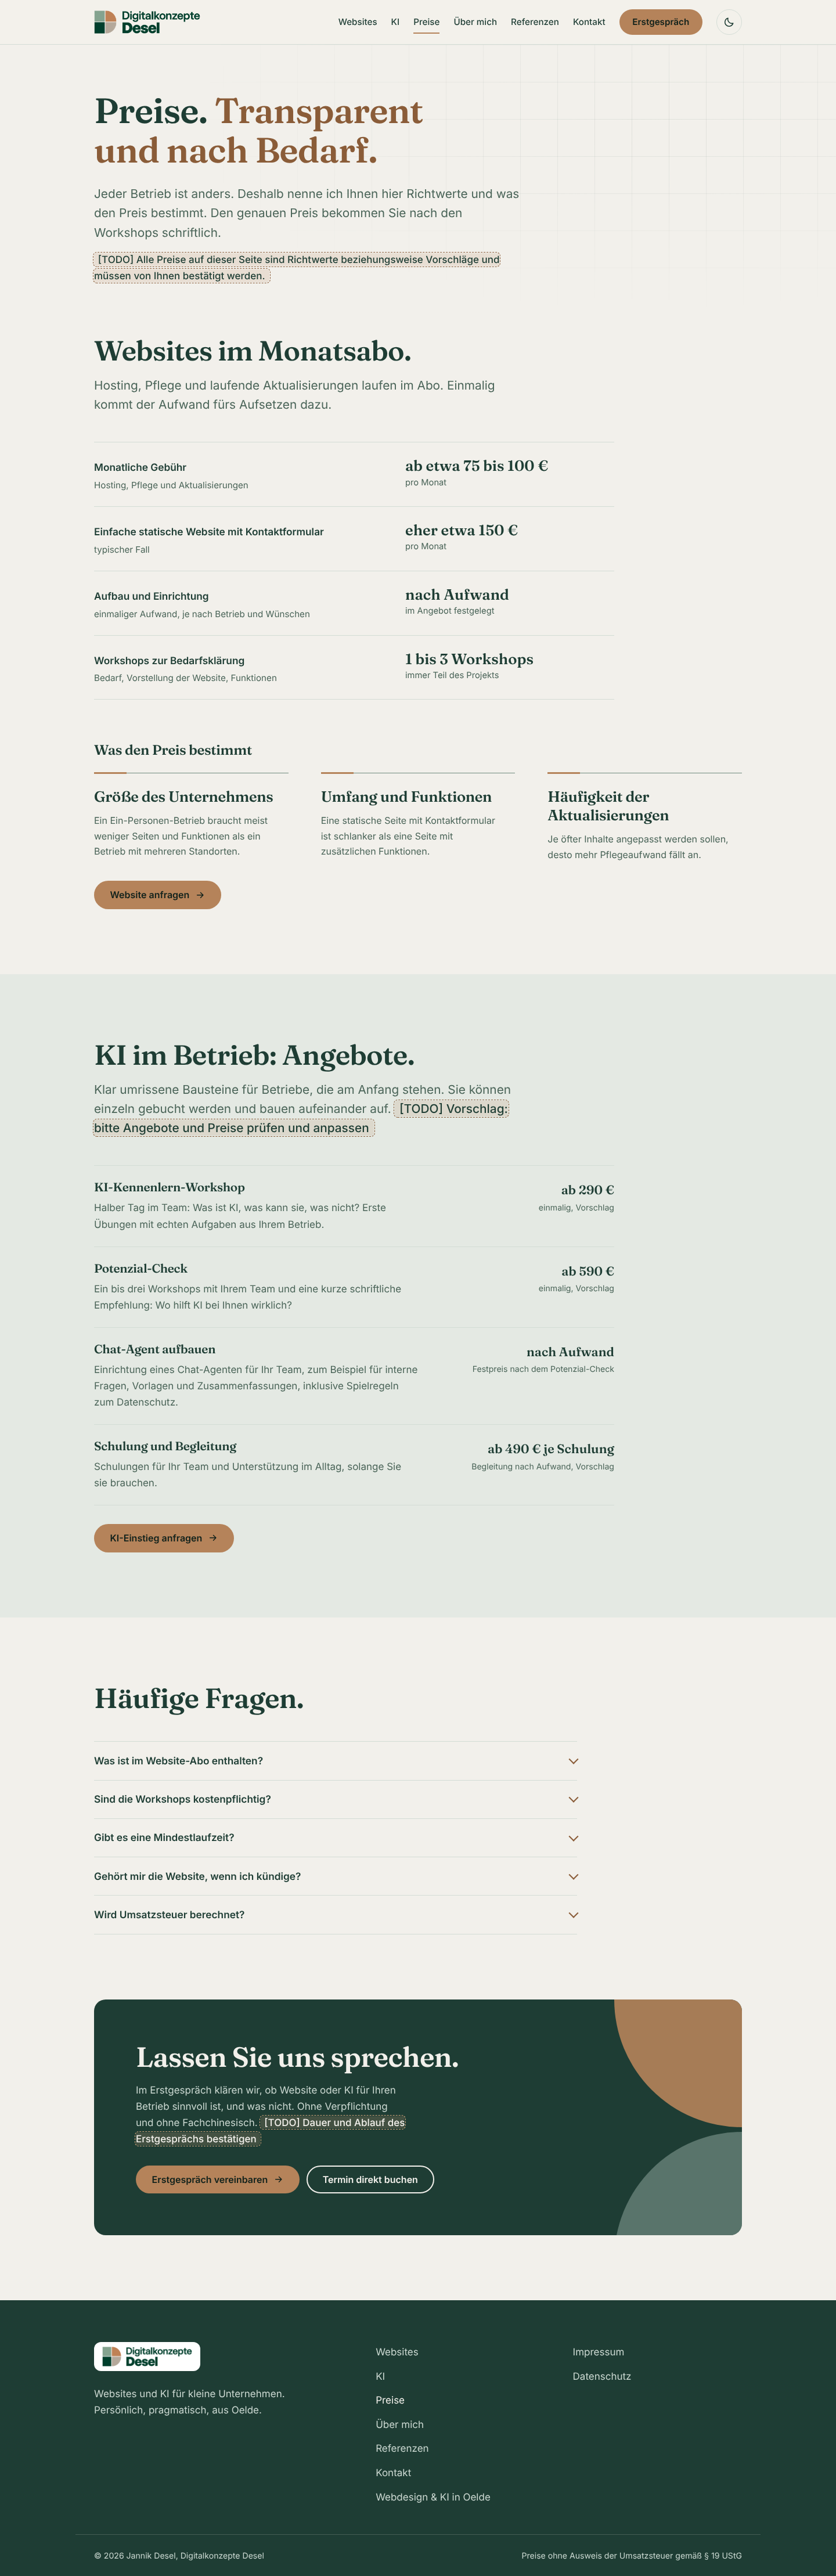 Digitalkonzepte
Desel
Websites KI Preise Über mich Referenzen Kontakt Erstgespräch
Preise. Transparent
und nach Bedarf.
Jeder Betrieb ist anders. Deshalb nenne ich Ihnen hier Richtwerte und was
den Preis bestimmt. Den genauen Preis bekommen Sie nach den
Workshops schriftlich.
[TODO] Alle Preise auf dieser Seite sind Richtwerte beziehungsweise Vorschläge und
müssen von Ihnen bestätigt werden.
Websites im Monatsabo.
Hosting, Pflege und laufende Aktualisierungen laufen im Abo. Einmalig
kommt der Aufwand fürs Aufsetzen dazu.
Monatliche Gebühr
Hosting, Pflege und Aktualisierungen
ab etwa 75 bis 100 €
pro Monat
Einfache statische Website mit Kontaktformular
typischer Fall
eher etwa 150 €
pro Monat
Aufbau und Einrichtung
einmaliger Aufwand, je nach Betrieb und Wünschen
nach Aufwand
im Angebot festgelegt
Workshops zur Bedarfsklärung
Bedarf, Vorstellung der Website, Funktionen
1 bis 3 Workshops
immer Teil des Projekts
Was den Preis bestimmt
Größe des Unternehmens
Ein Ein-Personen-Betrieb braucht meist
weniger Seiten und Funktionen als ein
Betrieb mit mehreren Standorten.
Umfang und Funktionen
Eine statische Seite mit Kontaktformular
ist schlanker als eine Seite mit
zusätzlichen Funktionen.
Häufigkeit der
Aktualisierungen
Je öfter Inhalte angepasst werden sollen,
desto mehr Pflegeaufwand fällt an.
Website anfragen →
KI im Betrieb: Angebote.
Klar umrissene Bausteine für Betriebe, die am Anfang stehen. Sie können
einzeln gebucht werden und bauen aufeinander auf. [TODO] Vorschlag:
bitte Angebote und Preise prüfen und anpassen
KI-Kennenlern-Workshop
Halber Tag im Team: Was ist KI, was kann sie, was nicht? Erste
Übungen mit echten Aufgaben aus Ihrem Betrieb.
ab 290 €
einmalig, Vorschlag
Potenzial-Check
Ein bis drei Workshops mit Ihrem Team und eine kurze schriftliche
Empfehlung: Wo hilft KI bei Ihnen wirklich?
ab 590 €
einmalig, Vorschlag
Chat-Agent aufbauen
Einrichtung eines Chat-Agenten für Ihr Team, zum Beispiel für interne
Fragen, Vorlagen und Zusammenfassungen, inklusive Spielregeln
zum Datenschutz.
nach Aufwand
Festpreis nach dem Potenzial-Check
Schulung und Begleitung
Schulungen für Ihr Team und Unterstützung im Alltag, solange Sie
sie brauchen.
ab 490 € je Schulung
Begleitung nach Aufwand, Vorschlag
KI-Einstieg anfragen →
Häufige Fragen.
Was ist im Website-Abo enthalten?
Sind die Workshops kostenpflichtig?
Gibt es eine Mindestlaufzeit?
Gehört mir die Website, wenn ich kündige?
Wird Umsatzsteuer berechnet?
Lassen Sie uns sprechen.
Im Erstgespräch klären wir, ob Website oder KI für Ihren
Betrieb sinnvoll ist, und was nicht. Ohne Verpflichtung
und ohne Fachchinesisch. [TODO] Dauer und Ablauf des
Erstgesprächs bestätigen
Erstgespräch vereinbaren → Termin direkt buchen
Digitalkonzepte
Desel
Websites und KI für kleine Unternehmen.
Persönlich, pragmatisch, aus Oelde.
Websites
KI
Preise
Über mich
Referenzen
Kontakt
Webdesign & KI in Oelde
Impressum
Datenschutz
© 2026 Jannik Desel, Digitalkonzepte Desel
Preise ohne Ausweis der Umsatzsteuer gemäß § 19 UStG